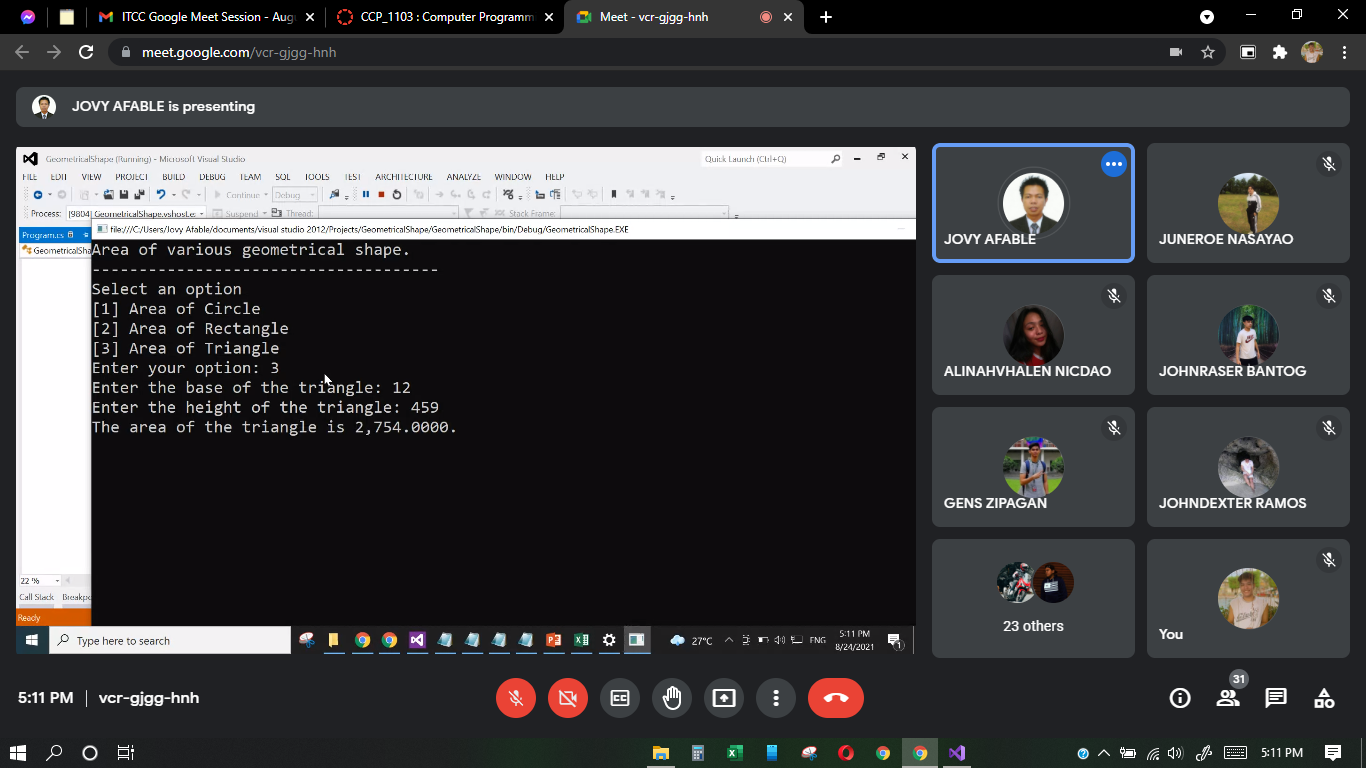 ITCC Google Meet Session - Aug
CCP_1103 : Computer Programm
Meet - vcr-gjgg-hnh
meet.google.com/vcr-gjgg-hnh
JOVY AFABLE is presenting
GeometricalShape (Running) - Microsoft Visual Studio
Quick Launch (Ctrl+Q)
FILE EDIT VIEW PROJECT BUILD DEBUG TEAM SQL TOOLS TEST ARCHITECTURE ANALYZE WINDOW HELP
Continue Debug
Process: [9804] GeometricalShape.vshost.e: Suspend Thread: Stack Frame:
Program.cs
GeometricalSha
file:///C:/Users/Jovy Afable/documents/visual studio 2012/Projects/GeometricalShape/GeometricalShape/bin/Debug/GeometricalShape.EXE
Area of various geometrical shape.
-------------------------------------
Select an option
[1] Area of Circle
[2] Area of Rectangle
[3] Area of Triangle
Enter your option: 3
Enter the base of the triangle: 12
Enter the height of the triangle: 459
The area of the triangle is 2,754.0000.
22 %
Call Stack Breakpo
Ready
Type here to search
27°C
ENG
5:11 PM
8/24/2021
1
JOVY AFABLE
JUNEROE NASAYAO
ALINAHVHALEN NICDAO
JOHNRASER BANTOG
GENS ZIPAGAN
JOHNDEXTER RAMOS
23 others
You
5:11 PM | vcr-gjgg-hnh
31
5:11 PM